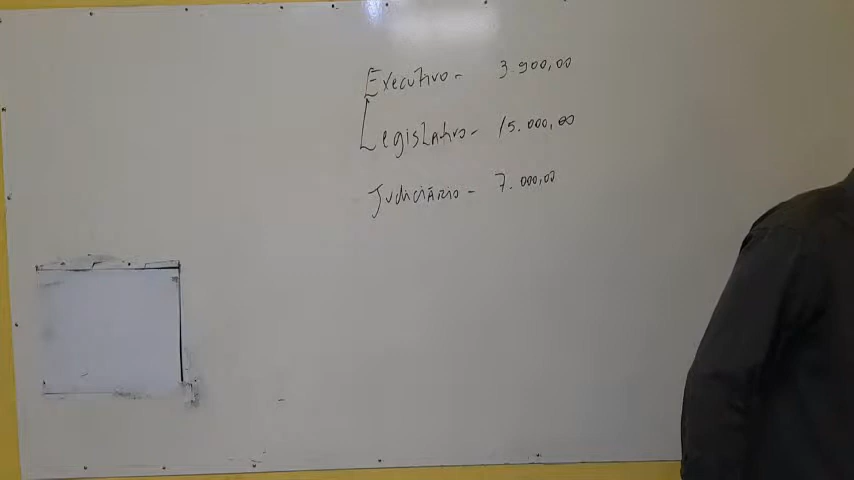 Executivo - 3.900,00
Legislativo - 15.000,00
Judiciário - 7.000,00